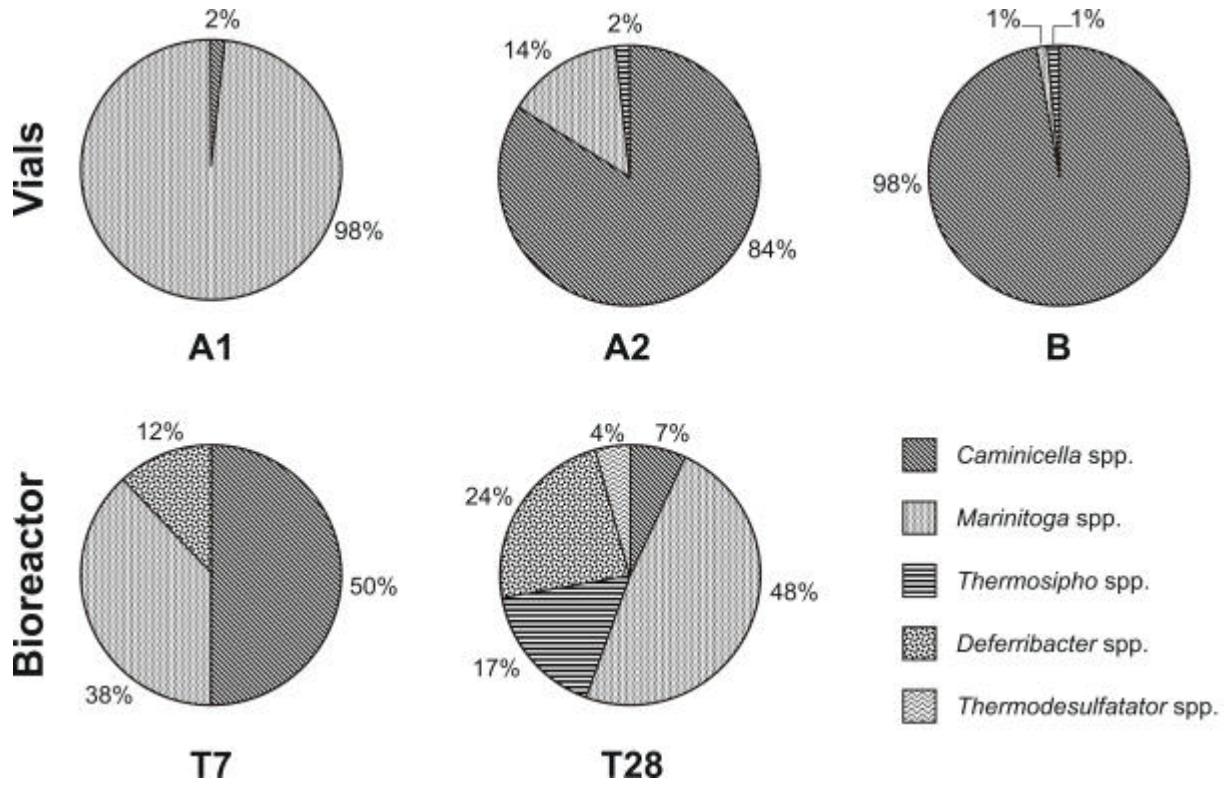 2%
98%
A1
14%
2%
84%
A2
1%
1%
98%
B
Vials
12%
50%
38%
T7
4%
7%
24%
48%
17%
T28
Bioreactor
Caminicella spp.
Marinitoga spp.
Thermosipho spp.
Deferribacter spp.
Thermodesulfatator spp.